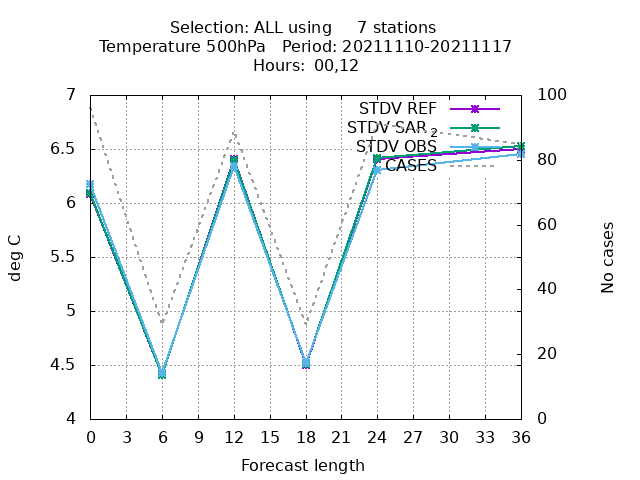 Selection: ALL using     7 stations
Temperature 500hPa   Period: 20211110-20211117
Hours:  00,12
7
6.5
6
5.5
5
4.5
4
deg C
STDV REF
STDV SAR 2
STDV OBS
CASES
100
80
60
40
20
0
No cases
0 3 6 9 12 15 18 21 24 27 30 33 36
Forecast length